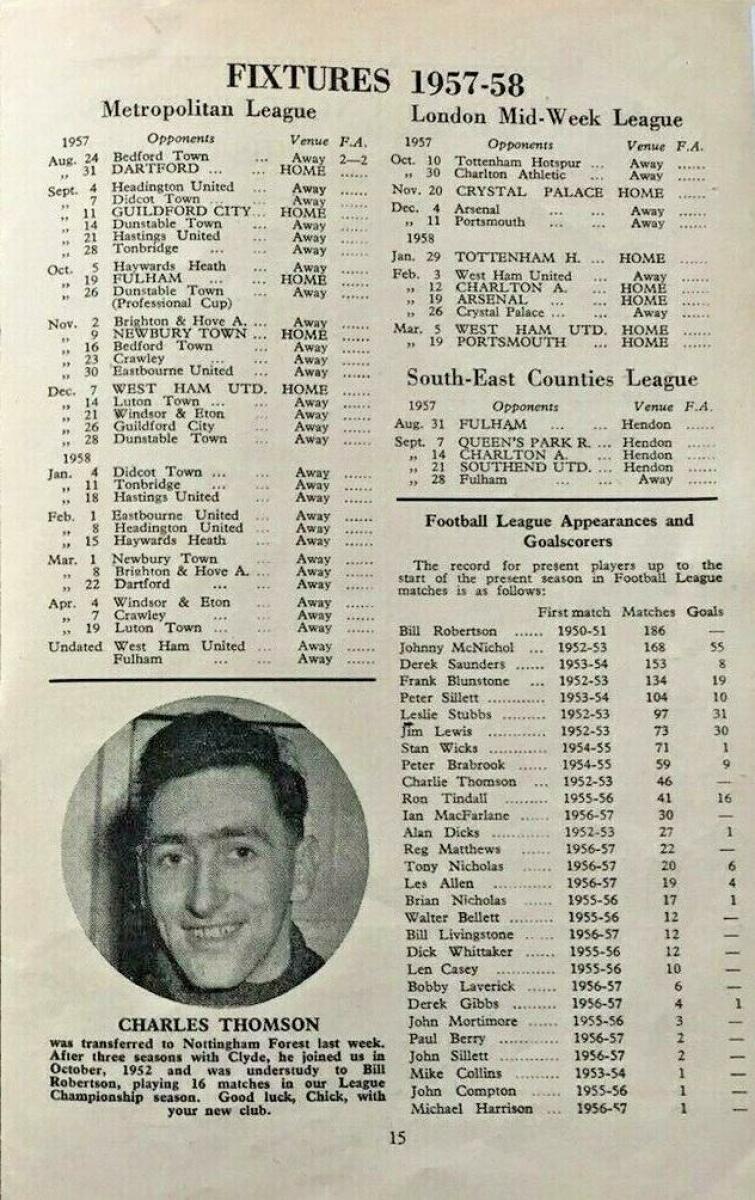 FIXTURES 1957-58
Metropolitan League
1957 Opponents Venue F.A.
Aug. 24 Bedford Town ... Away 2—2
„ 31 DARTFORD ... ... HOME ......
Sept. 4 Headington United ... Away ......
„ 7 Didcot Town ... ... Away ......
„ 11 GUILDFORD CITY... HOME ......
„ 14 Dunstable Town ... Away ......
„ 21 Hastings United ... Away ......
„ 28 Tonbridge ... ... Away ......
Oct. 5 Haywards Heath ... Away ......
„ 19 FULHAM ... ... HOME ......
„ 26 Dunstable Town ... Away ......
(Professional Cup)
Nov. 2 Brighton & Hove A. ... Away ......
„ 9 NEWBURY TOWN ... HOME ......
„ 16 Bedford Town ... Away ......
„ 23 Crawley ... ... Away ......
„ 30 Eastbourne United ... Away ......
Dec. 7 WEST HAM UTD. HOME ......
„ 14 Luton Town ... ... Away ......
„ 21 Windsor & Eton ... Away ......
„ 26 Guildford City ... Away ......
„ 28 Dunstable Town ... Away ......
1958
Jan. 4 Didcot Town ... ... Away ......
„ 11 Tonbridge ... ... Away ......
„ 18 Hastings United ... Away ......
Feb. 1 Eastbourne United ... Away ......
„ 8 Headington United ... Away ......
„ 15 Haywards Heath ... Away ......
Mar. 1 Newbury Town ... Away ......
„ 8 Brighton & Hove A. ... Away ......
„ 22 Dartford ... ... Away ......
Apr. 4 Windsor & Eton ... Away ......
„ 7 Crawley ... ... Away ......
„ 19 Luton Town ... ... Away ......
Undated West Ham United ... Away ......
Fulham ... ... Away ......
CHARLES THOMSON
was transferred to Nottingham Forest last week.
After three seasons with Clyde, he joined us in
October, 1952 and was understudy to Bill
Robertson, playing 16 matches in our League
Championship season. Good luck, Chick, with
your new club.
London Mid-Week League
1957 Opponents Venue F.A.
Oct. 10 Tottenham Hotspur ... Away ......
„ 30 Charlton Athletic ... Away ......
Nov. 20 CRYSTAL PALACE HOME ......
Dec. 4 Arsenal ... ... Away ......
„ 11 Portsmouth ... ... Away ......
1958
Jan. 29 TOTTENHAM H. ... HOME ......
Feb. 3 West Ham United ... Away ......
„ 12 CHARLTON A. ... HOME ......
„ 19 ARSENAL ... ... HOME ......
„ 26 Crystal Palace ... ... Away ......
Mar. 5 WEST HAM UTD. HOME ......
„ 19 PORTSMOUTH ... HOME ......
South-East Counties League
1957 Opponents Venue F.A.
Aug. 31 FULHAM ... ... Hendon ......
Sept. 7 QUEEN'S PARK R. ... Hendon ......
„ 14 CHARLTON A. ... Hendon ......
„ 21 SOUTHEND UTD. ... Hendon ......
„ 28 Fulham ... ... Away ......
Football League Appearances and
Goalscorers
The record for present players up to the
start of the present season in Football League
matches is as follows:
First match Matches Goals
Bill Robertson ...... 1950-51 186 —
Johnny McNichol ... 1952-53 168 55
Derek Saunders ...... 1953-54 153 8
Frank Blunstone ... 1952-53 134 19
Peter Sillett ............ 1953-54 104 10
Leslie Stubbs ......... 1952-53 97 31
Jim Lewis ............ 1952-53 73 30
Stan Wicks ............ 1954-55 71 1
Peter Brabrook ...... 1954-55 59 9
Charlie Thomson ... 1952-53 46 —
Ron Tindall ......... 1955-56 41 16
Ian MacFarlane ...... 1956-57 30 —
Alan Dicks ............ 1952-53 27 1
Reg Matthews ...... 1956-57 22 —
Tony Nicholas ...... 1956-57 20 6
Les Allen ............ 1956-57 19 4
Brian Nicholas ...... 1955-56 17 1
Walter Bellett ......... 1955-56 12 —
Bill Livingstone ...... 1956-57 12 —
Dick Whittaker ... 1955-56 12 —
Len Casey ............ 1955-56 10 —
Bobby Laverick ...... 1956-57 6 —
Derek Gibbs ......... 1956-57 4 1
John Mortimore ...... 1955-56 3 —
Paul Berry ............ 1956-57 2 —
John Sillett ............ 1956-57 2 —
Mike Collins ......... 1953-54 1 —
John Compton ...... 1955-56 1 —
Michael Harrison ... 1956-57 1 —
15